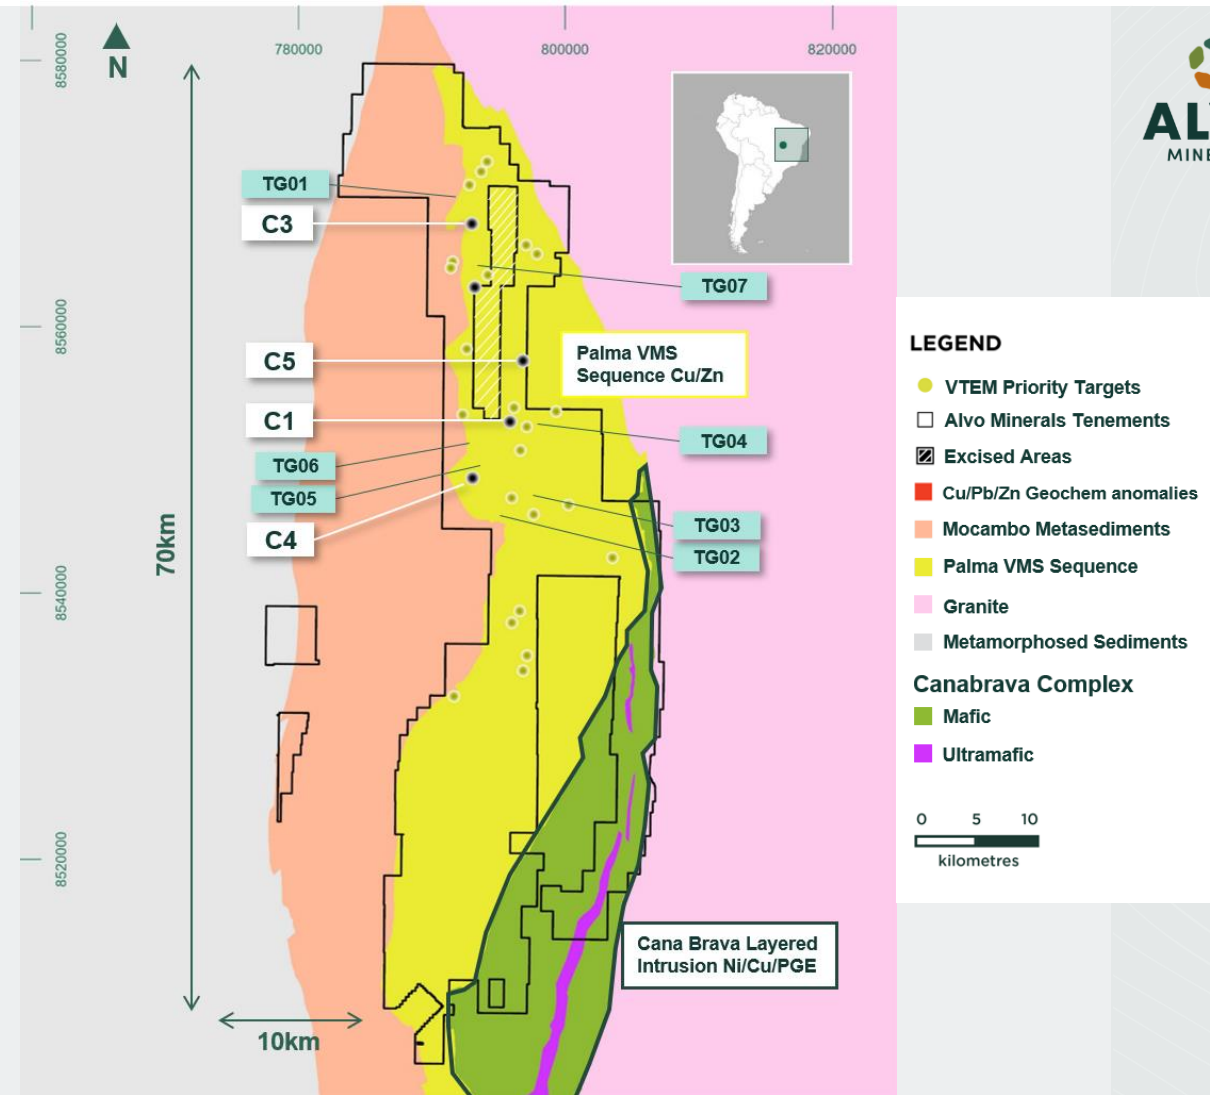 780000
800000
820000
8580000
8560000
8540000
8520000
N
TG01
C3
TG07
C5
Palma VMS
Sequence Cu/Zn
C1
TG04
TG06
TG05
C4
TG03
TG02
70km
10km
Cana Brava Layered
Intrusion Ni/Cu/PGE
LEGEND
VTEM Priority Targets
Alvo Minerals Tenements
Excised Areas
Cu/Pb/Zn Geochem anomalies
Mocambo Metasediments
Palma VMS Sequence
Granite
Metamorphosed Sediments
Canabrava Complex
Mafic
Ultramafic
0 5 10
kilometres